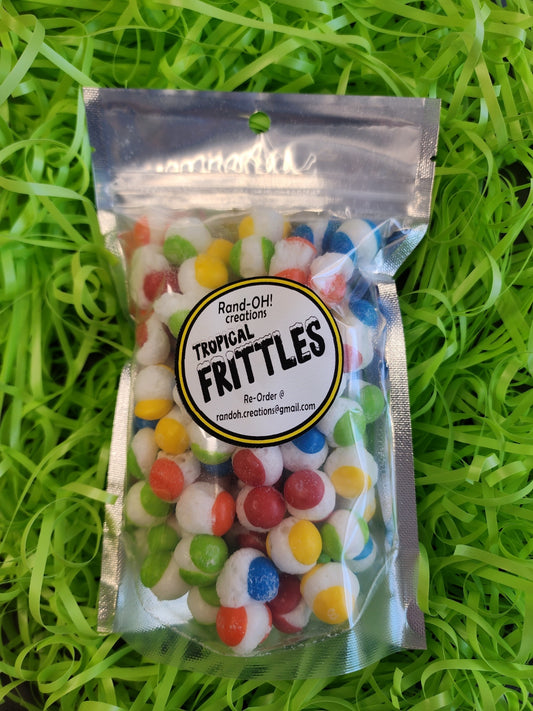 Rand-OH!
creations
TROPICAL
FRITTLES
Re-Order @
randoh.creations@gmail.com